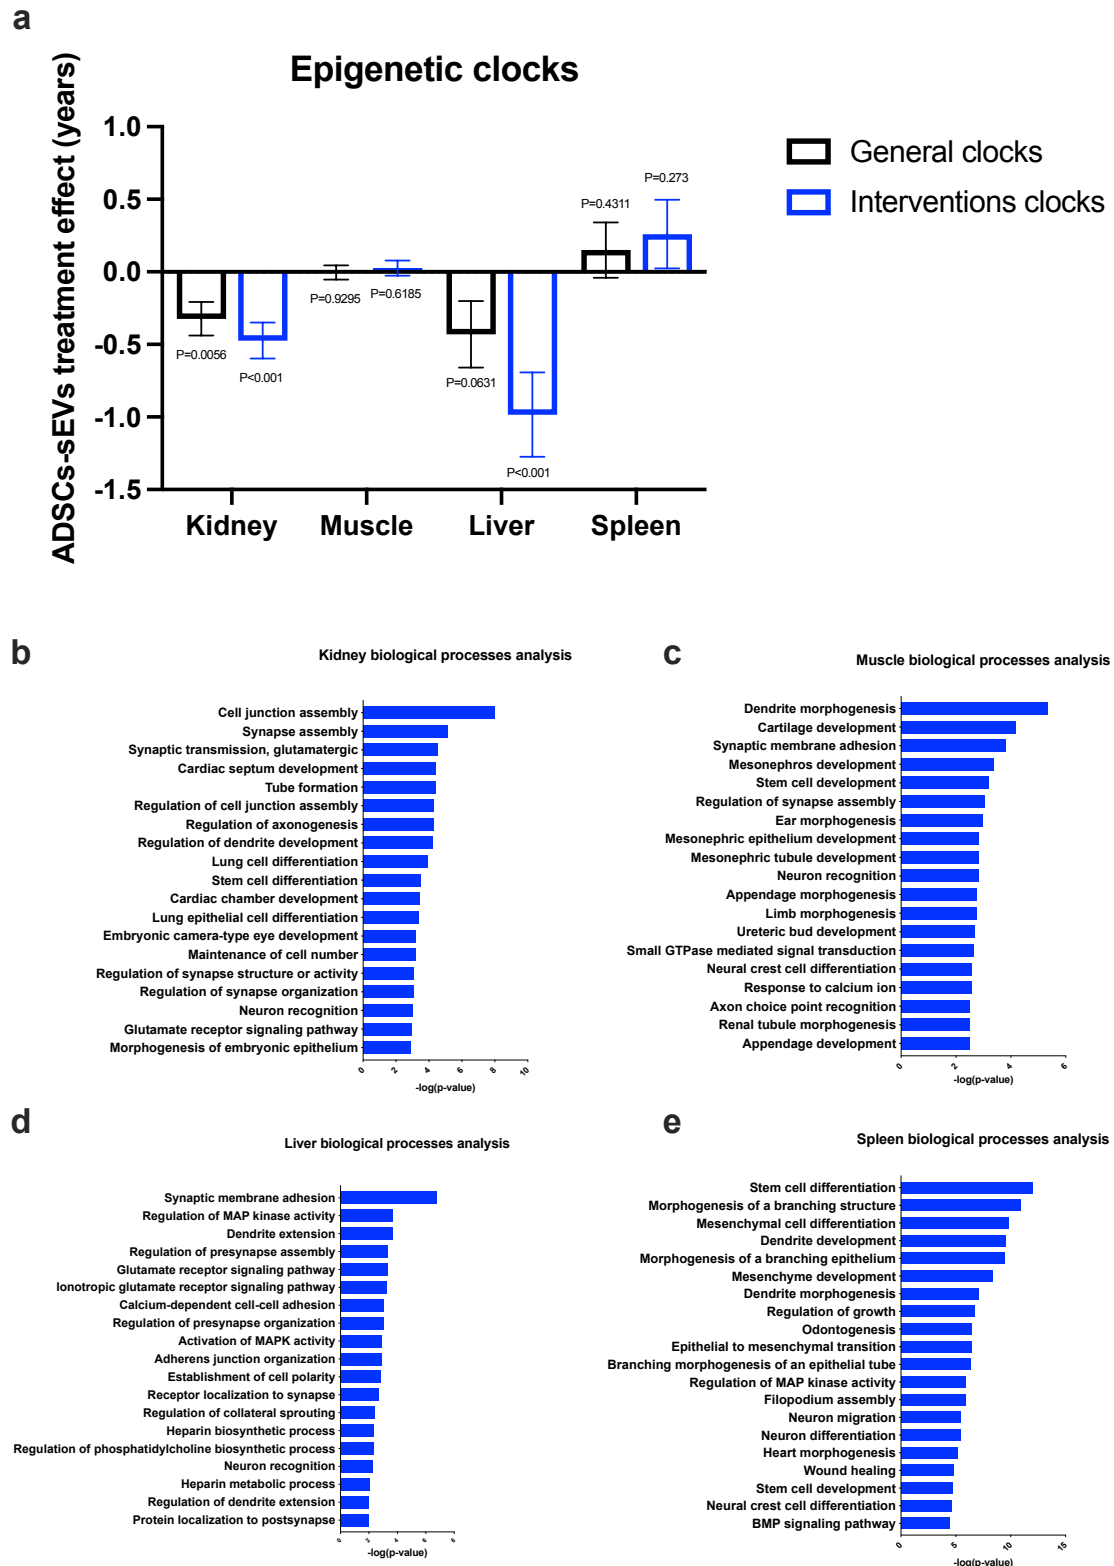 a
Epigenetic clocks
ADSCs-sEVs treatment effect (years)
1.0
0.5
0.0
-0.5
-1.0
-1.5
P=0.0056
P<0.001
P=0.9295
P=0.6185
P=0.0631
P<0.001
P=0.4311
P=0.273
Kidney
Muscle
Liver
Spleen
General clocks
Interventions clocks
b
Kidney biological processes analysis
Cell junction assembly
Synapse assembly
Synaptic transmission, glutamatergic
Cardiac septum development
Tube formation
Regulation of cell junction assembly
Regulation of axonogenesis
Regulation of dendrite development
Lung cell differentiation
Stem cell differentiation
Cardiac chamber development
Lung epithelial cell differentiation
Embryonic camera-type eye development
Maintenance of cell number
Regulation of synapse structure or activity
Regulation of synapse organization
Neuron recognition
Glutamate receptor signaling pathway
Morphogenesis of embryonic epithelium
0 2 4 6 8 10
-log(p-value)
c
Muscle biological processes analysis
Dendrite morphogenesis
Cartilage development
Synaptic membrane adhesion
Mesonephros development
Stem cell development
Regulation of synapse assembly
Ear morphogenesis
Mesonephric epithelium development
Mesonephric tubule development
Neuron recognition
Appendage morphogenesis
Limb morphogenesis
Ureteric bud development
Small GTPase mediated signal transduction
Neural crest cell differentiation
Response to calcium ion
Axon choice point recognition
Renal tubule morphogenesis
Appendage development
0 2 4 6
-log(p-value)
d
Liver biological processes analysis
Synaptic membrane adhesion
Regulation of MAP kinase activity
Dendrite extension
Regulation of presynapse assembly
Glutamate receptor signaling pathway
Ionotropic glutamate receptor signaling pathway
Calcium-dependent cell-cell adhesion
Regulation of presynapse organization
Activation of MAPK activity
Adherens junction organization
Establishment of cell polarity
Receptor localization to synapse
Regulation of collateral sprouting
Heparin biosynthetic process
Regulation of phosphatidylcholine biosynthetic process
Neuron recognition
Heparin metabolic process
Regulation of dendrite extension
Protein localization to postsynapse
0 2 4 6 8
-log(p-value)
e
Spleen biological processes analysis
Stem cell differentiation
Morphogenesis of a branching structure
Mesenchymal cell differentiation
Dendrite development
Morphogenesis of a branching epithelium
Mesenchyme development
Dendrite morphogenesis
Regulation of growth
Odontogenesis
Epithelial to mesenchymal transition
Branching morphogenesis of an epithelial tube
Regulation of MAP kinase activity
Filopodium assembly
Neuron migration
Neuron differentiation
Heart morphogenesis
Wound healing
Stem cell development
Neural crest cell differentiation
BMP signaling pathway
0 5 10 15
-log(p-value)